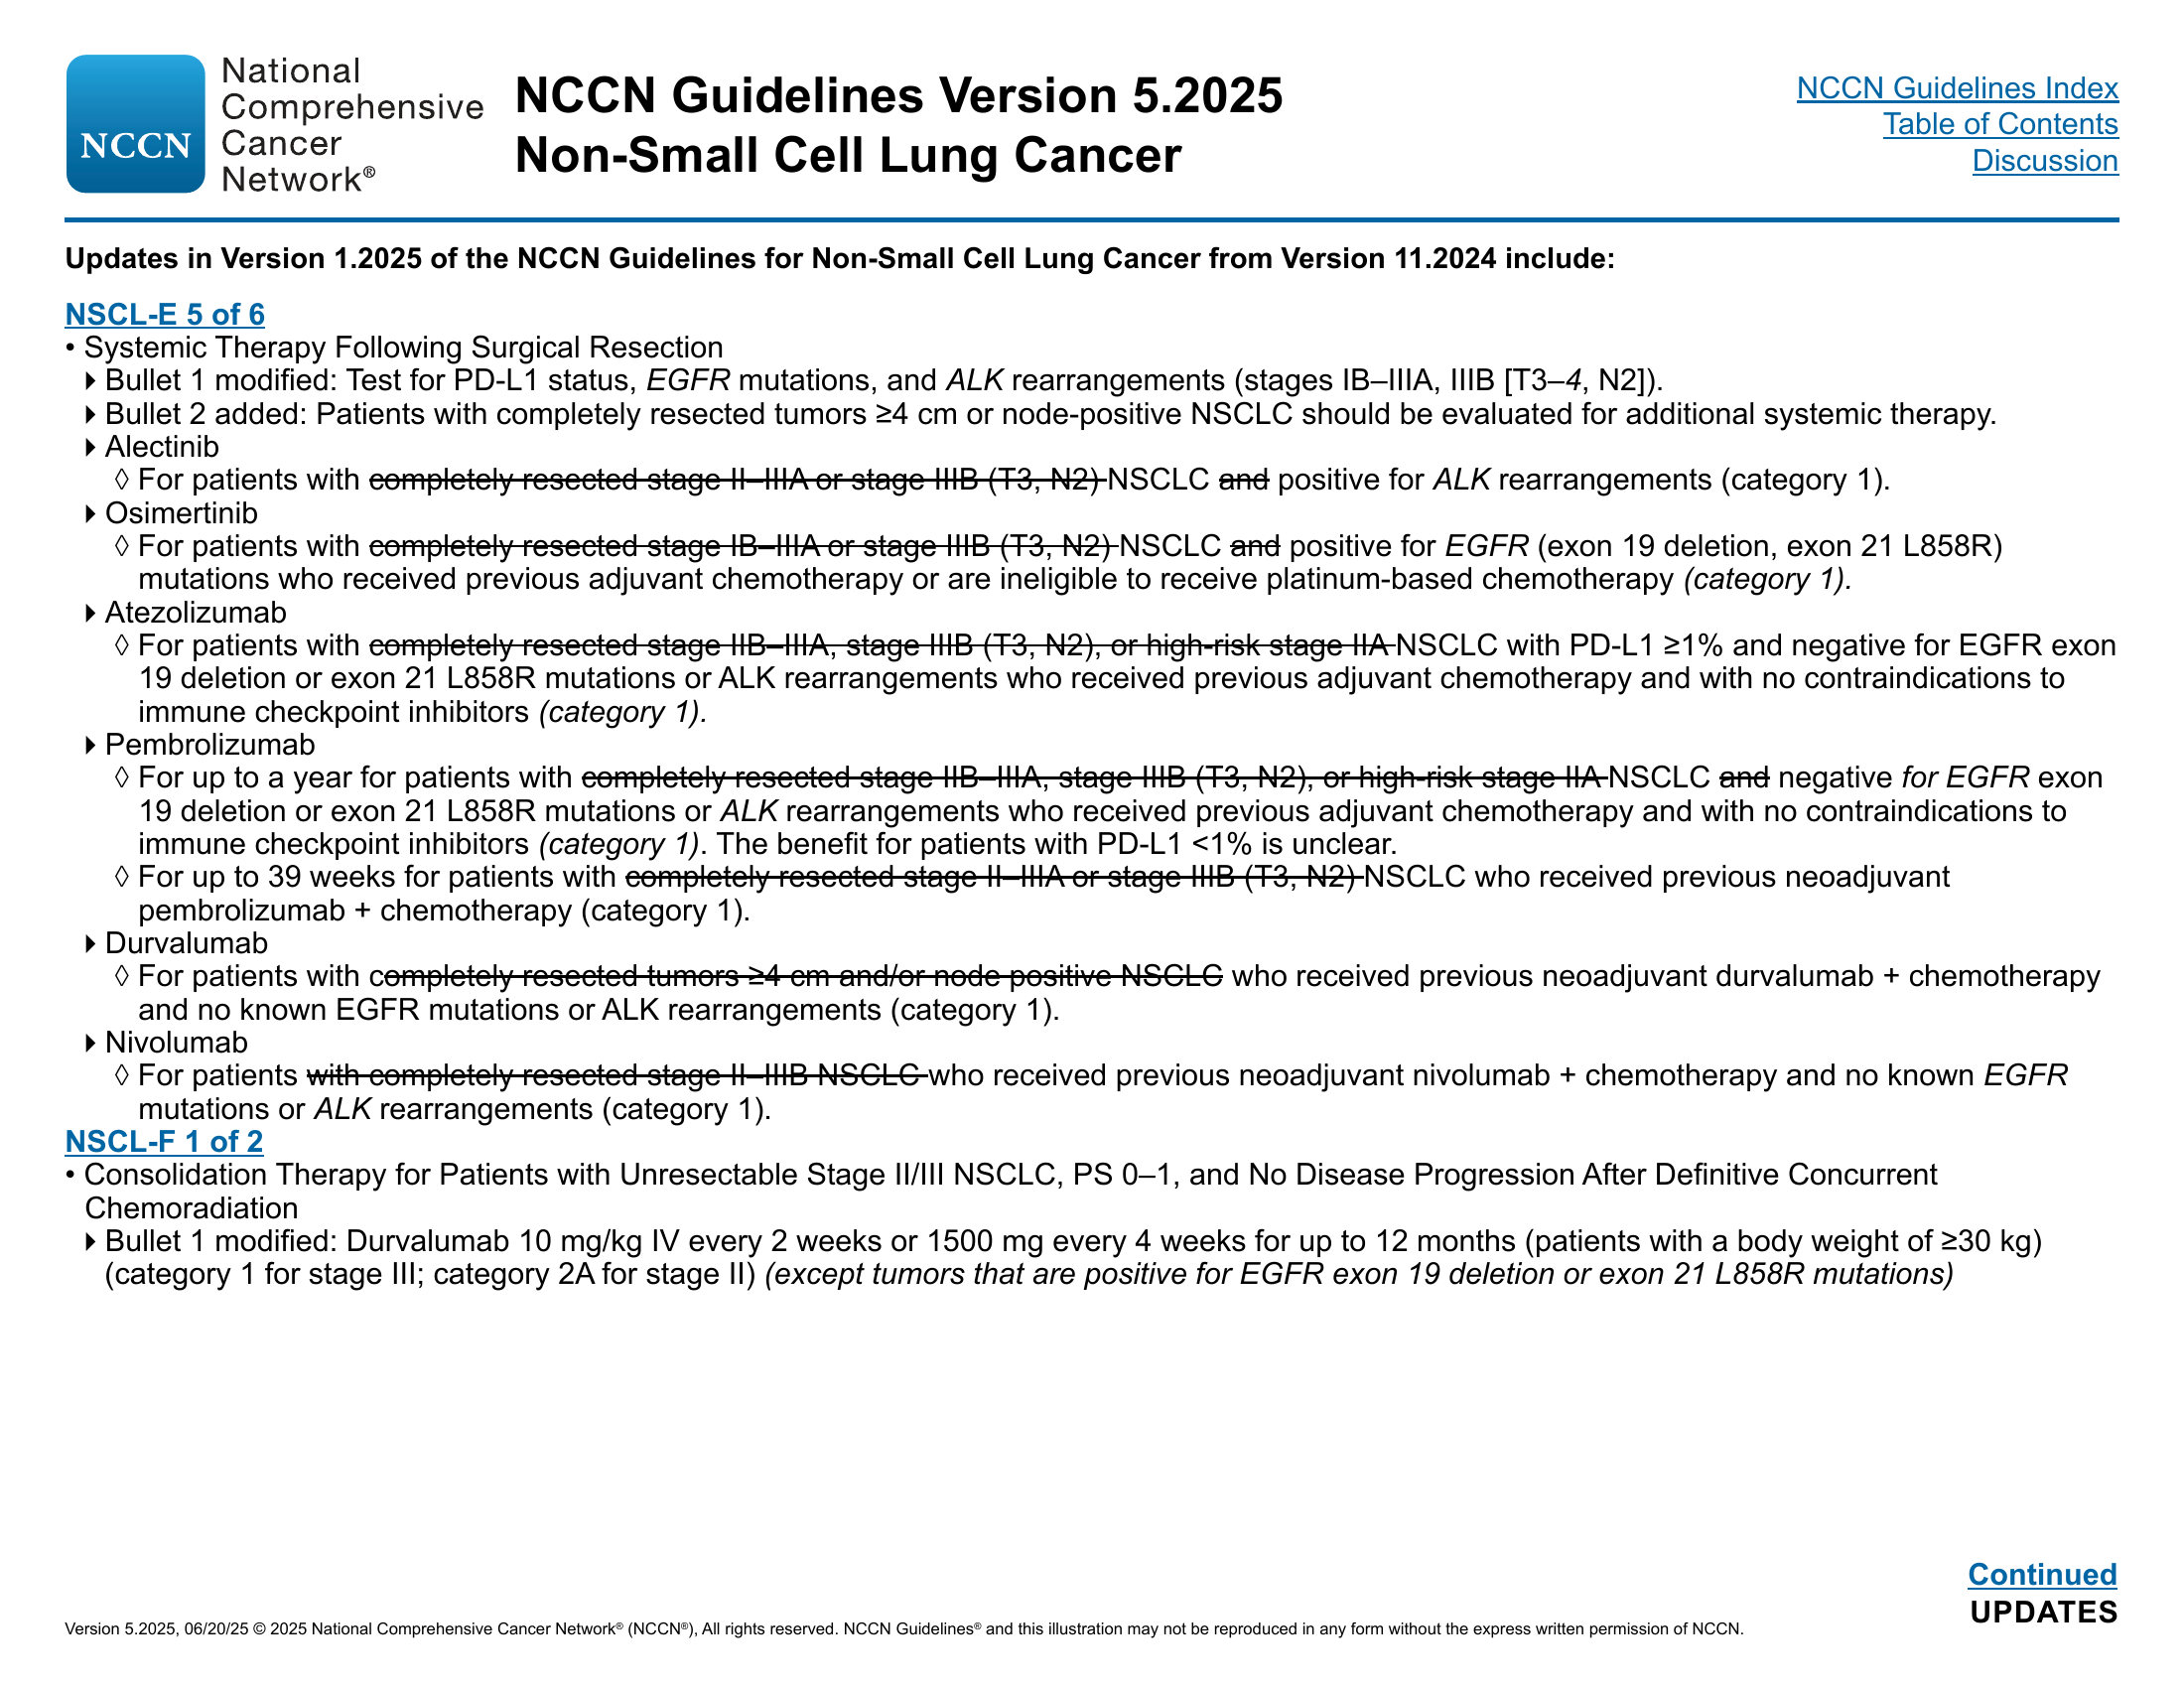 NCCN
National
Comprehensive
Cancer
Network®
NCCN Guidelines Version 5.2025
Non-Small Cell Lung Cancer
NCCN Guidelines Index
Table of Contents
Discussion
Updates in Version 1.2025 of the NCCN Guidelines for Non-Small Cell Lung Cancer from Version 11.2024 include:
NSCL-E 5 of 6
• Systemic Therapy Following Surgical Resection
Bullet 1 modified: Test for PD-L1 status, EGFR mutations, and ALK rearrangements (stages IB–IIIA, IIIB [T3–4, N2]).
Bullet 2 added: Patients with completely resected tumors ≥4 cm or node-positive NSCLC should be evaluated for additional systemic therapy.
Alectinib
◊ For patients with completely resected stage II–IIIA or stage IIIB (T3, N2) NSCLC and positive for ALK rearrangements (category 1).
Osimertinib
◊ For patients with completely resected stage IB–IIIA or stage IIIB (T3, N2) NSCLC and positive for EGFR (exon 19 deletion, exon 21 L858R)
mutations who received previous adjuvant chemotherapy or are ineligible to receive platinum-based chemotherapy (category 1).
Atezolizumab
◊ For patients with completely resected stage IIB–IIIA, stage IIIB (T3, N2), or high-risk stage IIA NSCLC with PD-L1 ≥1% and negative for EGFR exon
19 deletion or exon 21 L858R mutations or ALK rearrangements who received previous adjuvant chemotherapy and with no contraindications to
immune checkpoint inhibitors (category 1).
Pembrolizumab
◊ For up to a year for patients with completely resected stage IIB–IIIA, stage IIIB (T3, N2), or high-risk stage IIA NSCLC and negative for EGFR exon
19 deletion or exon 21 L858R mutations or ALK rearrangements who received previous adjuvant chemotherapy and with no contraindications to
immune checkpoint inhibitors (category 1). The benefit for patients with PD-L1 <1% is unclear.
◊ For up to 39 weeks for patients with completely resected stage II–IIIA or stage IIIB (T3, N2) NSCLC who received previous neoadjuvant
pembrolizumab + chemotherapy (category 1).
Durvalumab
◊ For patients with completely resected tumors ≥4 cm and/or node positive NSCLC who received previous neoadjuvant durvalumab + chemotherapy
and no known EGFR mutations or ALK rearrangements (category 1).
Nivolumab
◊ For patients with completely resected stage II–IIIB NSCLC who received previous neoadjuvant nivolumab + chemotherapy and no known EGFR
mutations or ALK rearrangements (category 1).
NSCL-F 1 of 2
• Consolidation Therapy for Patients with Unresectable Stage II/III NSCLC, PS 0–1, and No Disease Progression After Definitive Concurrent
Chemoradiation
Bullet 1 modified: Durvalumab 10 mg/kg IV every 2 weeks or 1500 mg every 4 weeks for up to 12 months (patients with a body weight of ≥30 kg)
(category 1 for stage III; category 2A for stage II) (except tumors that are positive for EGFR exon 19 deletion or exon 21 L858R mutations)
Continued
UPDATES
Version 5.2025, 06/20/25 © 2025 National Comprehensive Cancer Network® (NCCN®), All rights reserved. NCCN Guidelines® and this illustration may not be reproduced in any form without the express written permission of NCCN.